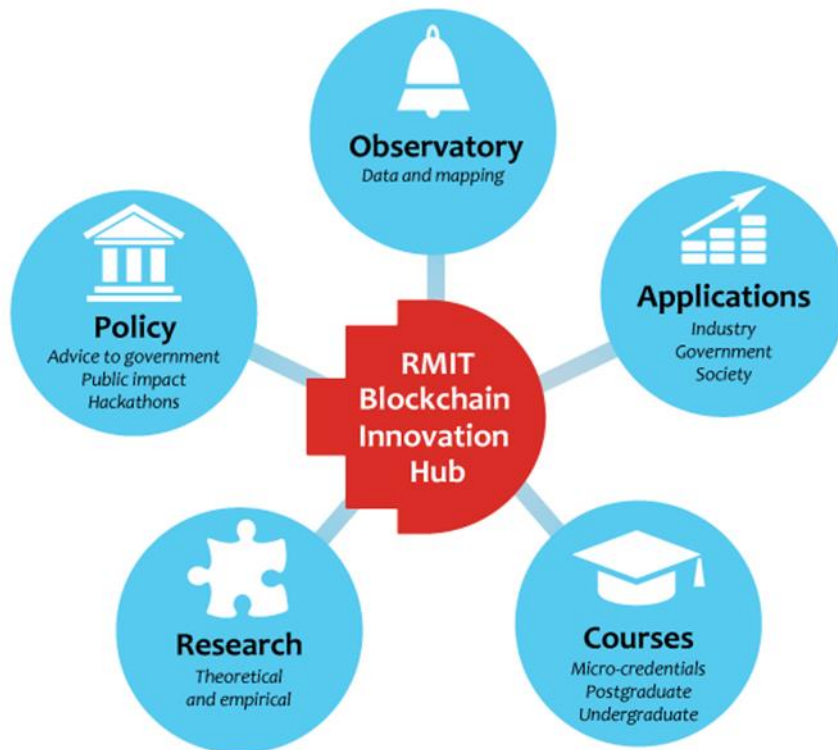 Observatory
Data and mapping
Policy
Advice to government
Public impact
Hackathons
Applications
Industry
Government
Society
RMIT
Blockchain
Innovation
Hub
Research
Theoretical
and empirical
Courses
Micro-credentials
Postgraduate
Undergraduate